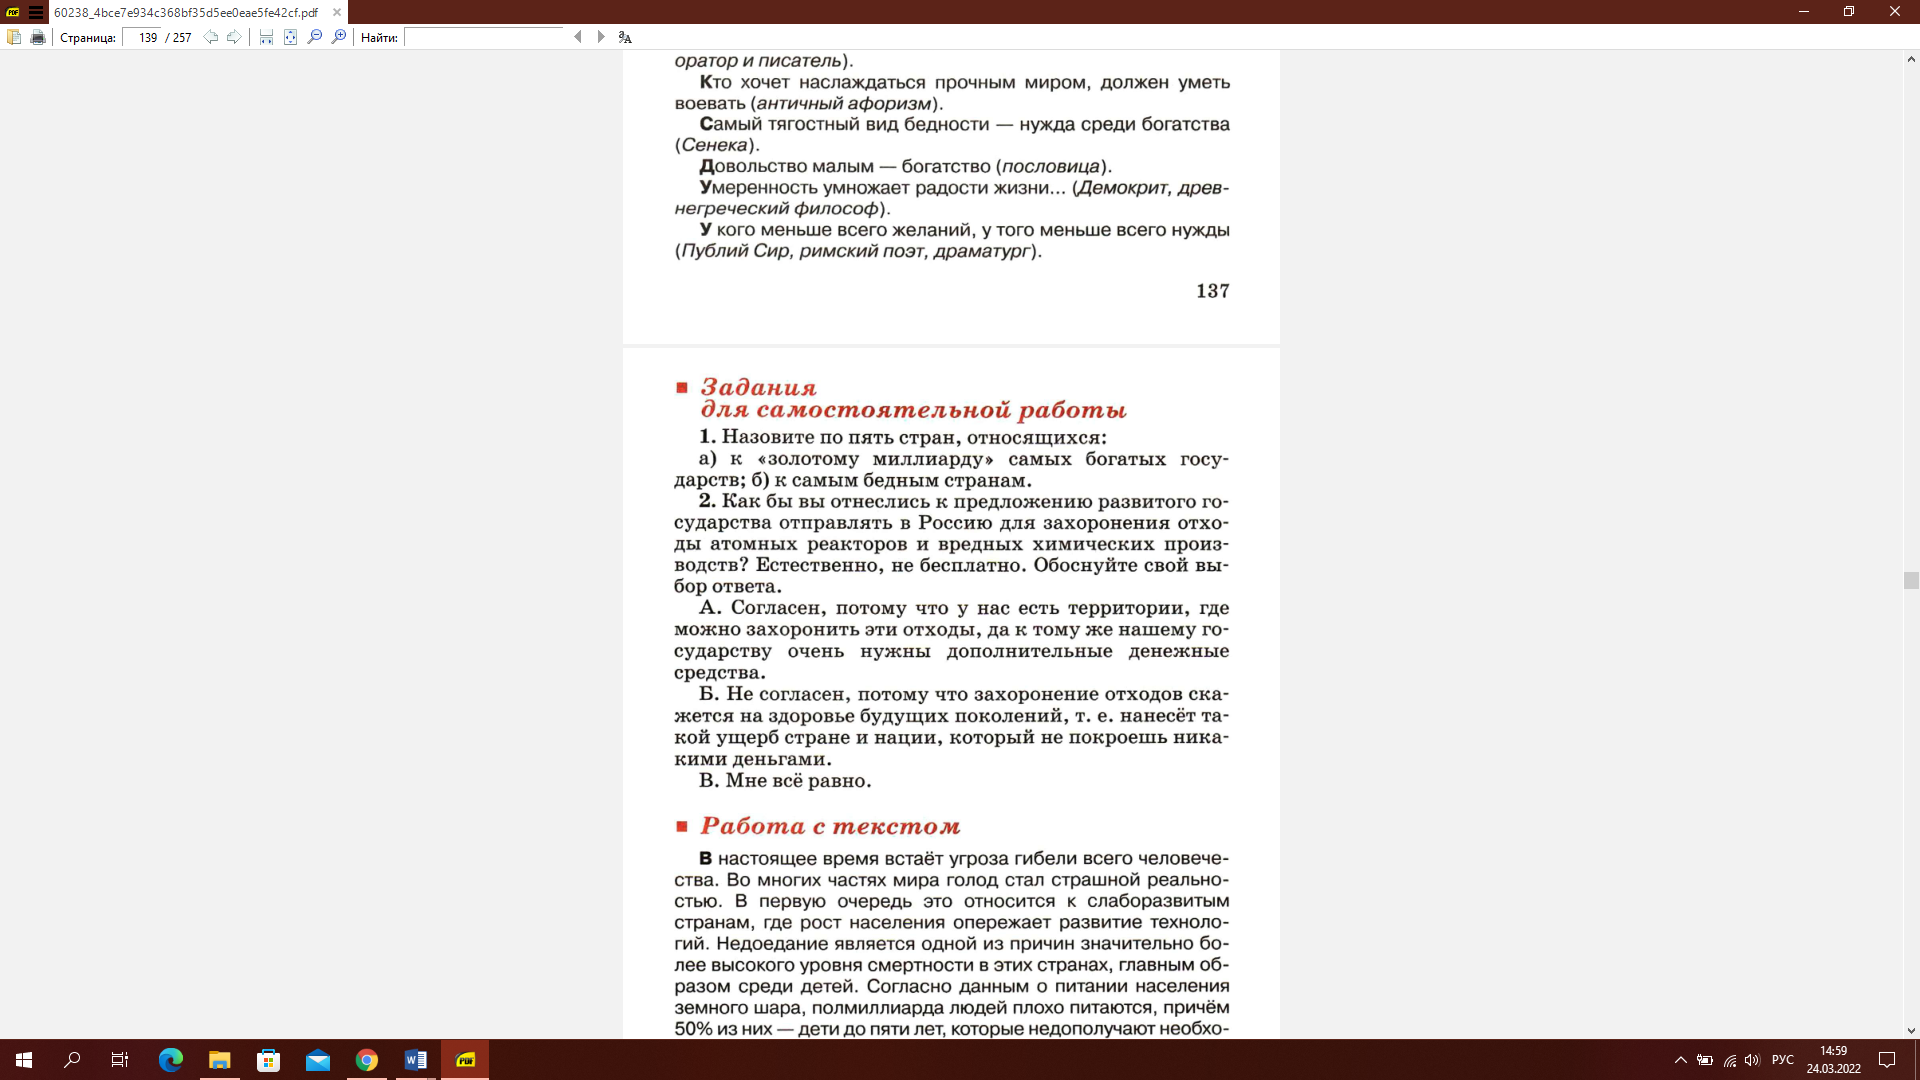 60238_4bce7e934c368bf35d5ee0eae5fe42cf.pdf
Страница: 139 / 257 Найти:
оратор и писатель).
Кто хочет наслаждаться прочным миром, должен уметь
воевать (античный афоризм).
Самый тягостный вид бедности — нужда среди богатства
(Сенека).
Довольство малым — богатство (пословица).
Умеренность умножает радости жизни... (Демокрит, древ-
негреческий философ).
У кого меньше всего желаний, у того меньше всего нужды
(Публий Сир, римский поэт, драматург).
137
Задания
для самостоятельной работы
1. Назовите по пять стран, относящихся:
а) к «золотому миллиарду» самых богатых госу-
дарств; б) к самым бедным странам.
2. Как бы вы отнеслись к предложению развитого го-
сударства отправлять в Россию для захоронения отхо-
ды атомных реакторов и вредных химических произ-
водств? Естественно, не бесплатно. Обоснуйте свой вы-
бор ответа.
А. Согласен, потому что у нас есть территории, где
можно захоронить эти отходы, да к тому же нашему го-
сударству очень нужны дополнительные денежные
средства.
Б. Не согласен, потому что захоронение отходов ска-
жется на здоровье будущих поколений, т. е. нанесёт та-
кой ущерб стране и нации, который не покроешь ника-
кими деньгами.
В. Мне всё равно.
Работа с текстом
В настоящее время встаёт угроза гибели всего человече-
ства. Во многих частях мира голод стал страшной реально-
стью. В первую очередь это относится к слаборазвитым
странам, где рост населения опережает развитие техноло-
гий. Недоедание является одной из причин значительно бо-
лее высокого уровня смертности в этих странах, главным об-
разом среди детей. Согласно данным о питании населения
земного шара, полмиллиарда людей плохо питаются, причём
50% из них — дети до пяти лет, которые недополучают необхо-
РУС
14:59
24.03.2022